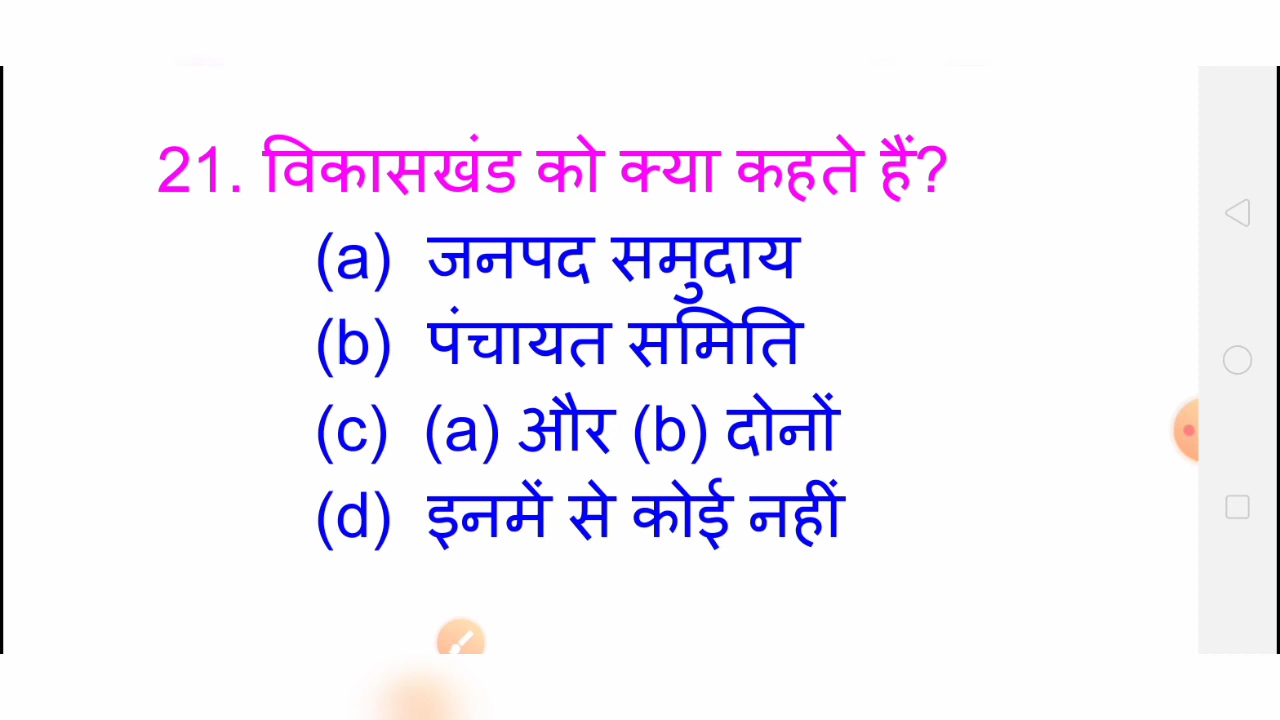 21. विकासखंड को क्या कहते हैं?
(a) जनपद समुदाय
(b) पंचायत समिति
(c) (a) और (b) दोनों
(d) इनमें से कोई नहीं